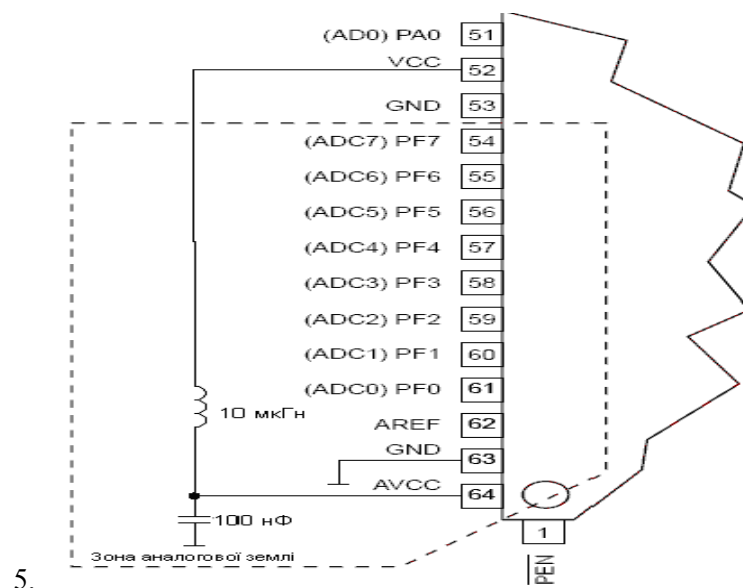 (AD0) PA0 51
VCC 52
GND 53
(ADC7) PF7 54
(ADC6) PF6 55
(ADC5) PF5 56
(ADC4) PF4 57
(ADC3) PF3 58
(ADC2) PF2 59
(ADC1) PF1 60
(ADC0) PF0 61
10 мкГн
AREF 62
GND 63
AVCC 64
100 нФ
1
Зона аналогової землі
PEN
5.